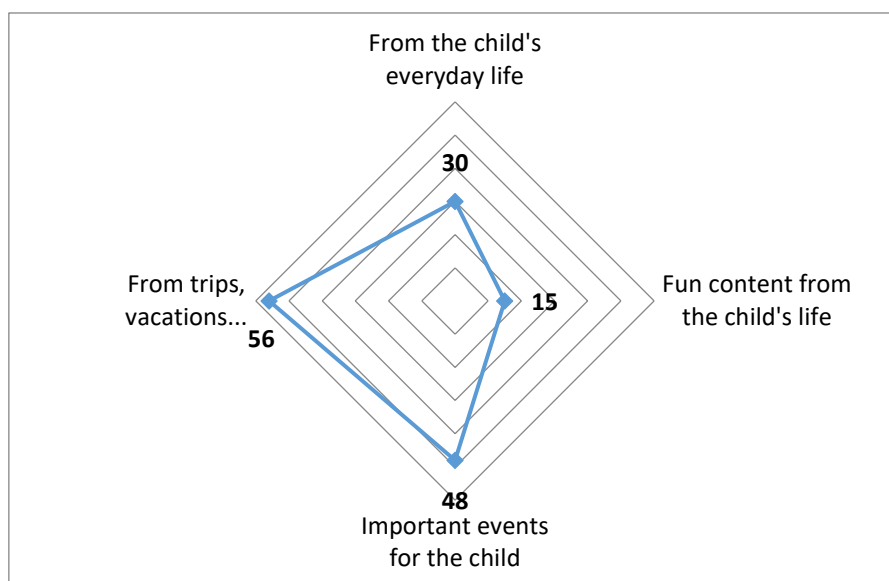 From the child's
everyday life
30
From trips,
vacations...
56
15
Fun content from
the child's life
48
Important events
for the child